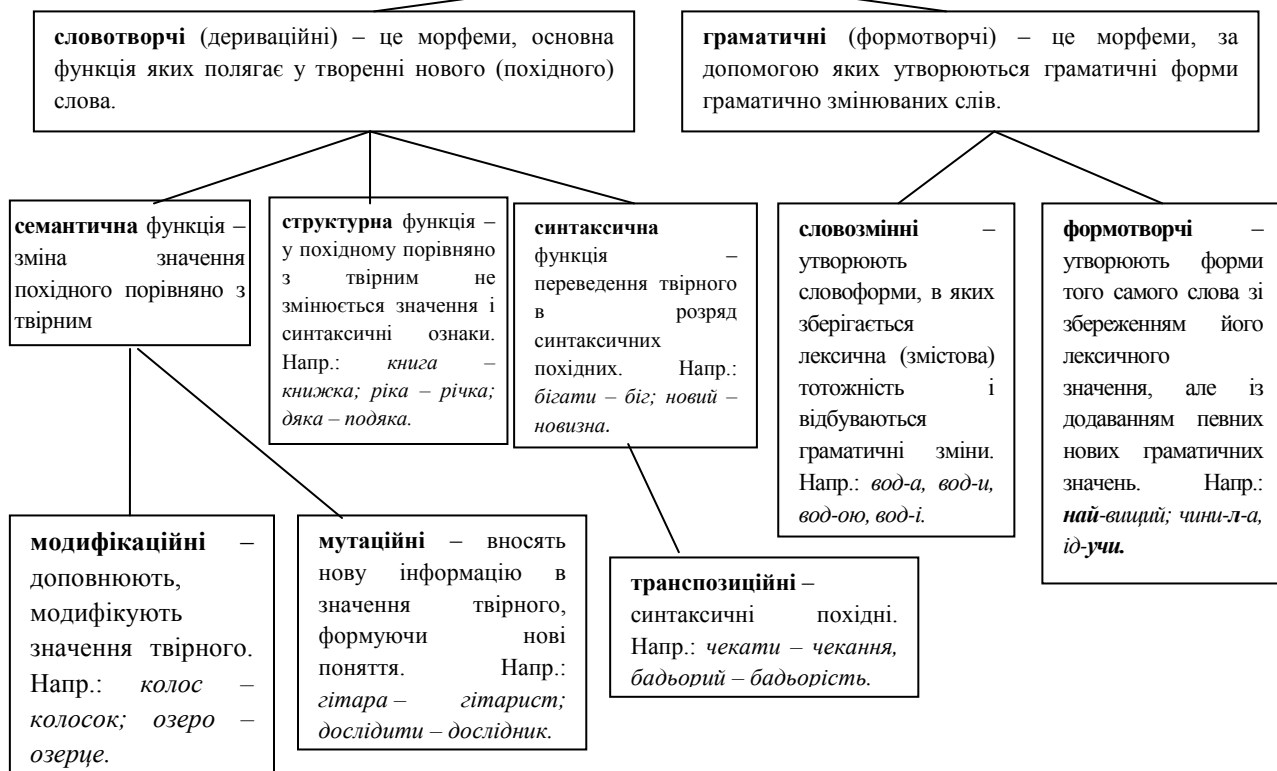 словотворчі (дериваційні) – це морфеми, основна
функція яких полягає у творенні нового (похідного)
слова.
граматичні (формотворчі) – це морфеми, за
допомогою яких утворюються граматичні форми
граматично змінюваних слів.
семантична функція –
зміна значення
похідного порівняно з
твірним
структурна функція –
у похідному порівняно
з твірним не
змінюється значення і
синтаксичні ознаки.
Напр.: книга –
книжка; ріка – річка;
дяка – подяка.
синтаксична
функція –
переведення твірного
в розряд
синтаксичних
похідних. Напр.:
бігати – біг; новий –
новизна.
словозмінні –
утворюють
словоформи, в яких
зберігається
лексична (змістова)
тотожність і
відбуваються
граматичні зміни.
Напр.: вод-а, вод-и,
вод-ою, вод-і.
формотворчі –
утворюють форми
того самого слова зі
збереженням його
лексичного
значення, але із
додаванням певних
нових граматичних
значень. Напр.:
най-вищий; чини-л-а,
ід-учи.
модифікаційні –
доповнюють,
модифікують
значення твірного.
Напр.: колос –
колосок; озеро –
озерце.
мутаційні – вносять
нову інформацію в
значення твірного,
формуючи нові
поняття. Напр.:
гітара – гітарист;
дослідити – дослідник.
транспозиційні –
синтаксичні похідні.
Напр.: чекати – чекання,
бадьорий – бадьорість.